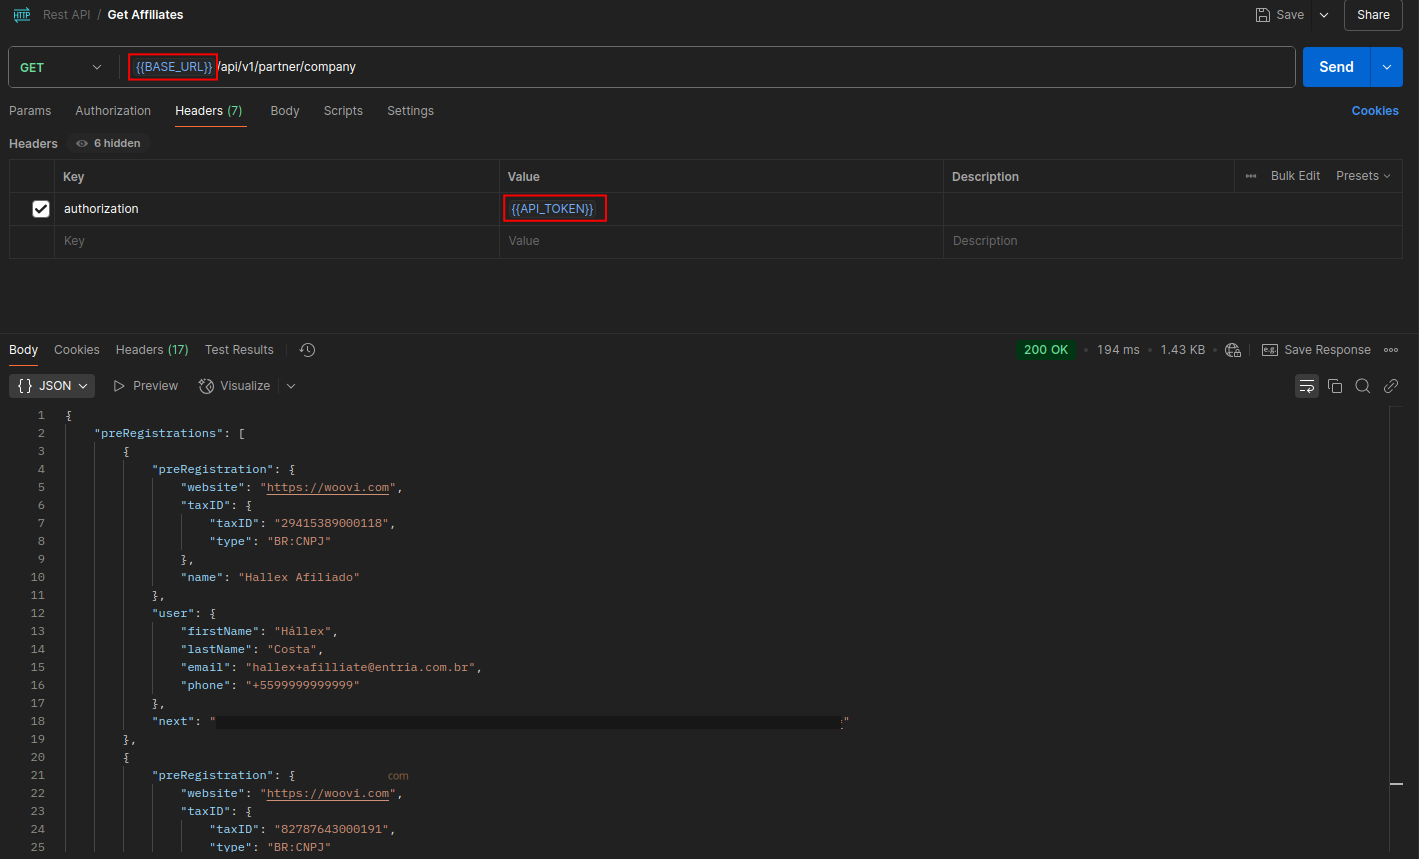 HTTP Rest API / Get Affiliates Save Share
GET {{BASE_URL}}/api/v1/partner/company Send
Params Authorization Headers (7) Body Scripts Settings Cookies
Headers 6 hidden
Key Value Description ••• Bulk Edit Presets
authorization {{API_TOKEN}}
Key Value Description
Body Cookies Headers (17) Test Results 200 OK • 194 ms • 1.43 KB • e.g. Save Response •••
{} JSON Preview Visualize
1 {
2 "preRegistrations": [
3 {
4 "preRegistration": {
5 "website": "https://woovi.com",
6 "taxID": {
7 "taxID": "29415389000118",
8 "type": "BR:CNPJ"
9 },
10 "name": "Hallex Afiliado"
11 },
12 "user": {
13 "firstName": "Hállex",
14 "lastName": "Costa",
15 "email": "hallex+afilliate@entria.com.br",
16 "phone": "+5599999999999"
17 },
18 "next": ""
19 },
20 {
21 "preRegistration": { com
22 "website": "https://woovi.com",
23 "taxID": {
24 "taxID": "82787643000191",
25 "type": "BR:CNPJ"